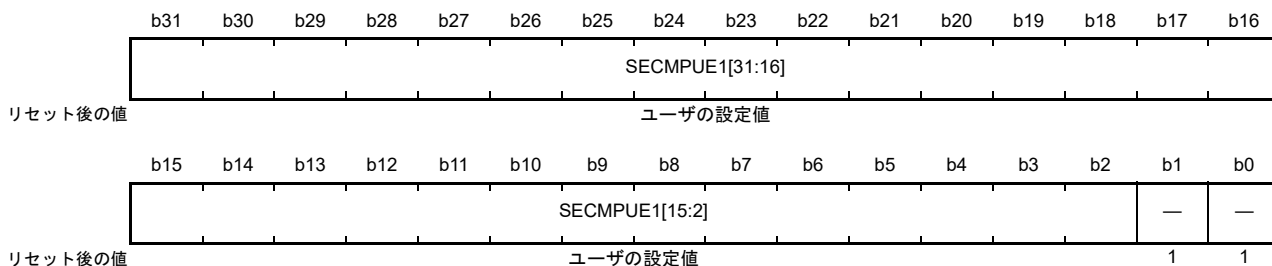 b31 b30 b29 b28 b27 b26 b25 b24 b23 b22 b21 b20 b19 b18 b17 b16
SECMPUE1[31:16]
リセット後の値 ユーザの設定値
b15 b14 b13 b12 b11 b10 b9 b8 b7 b6 b5 b4 b3 b2 b1 b0
SECMPUE1[15:2] — —
リセット後の値 ユーザの設定値 1 1